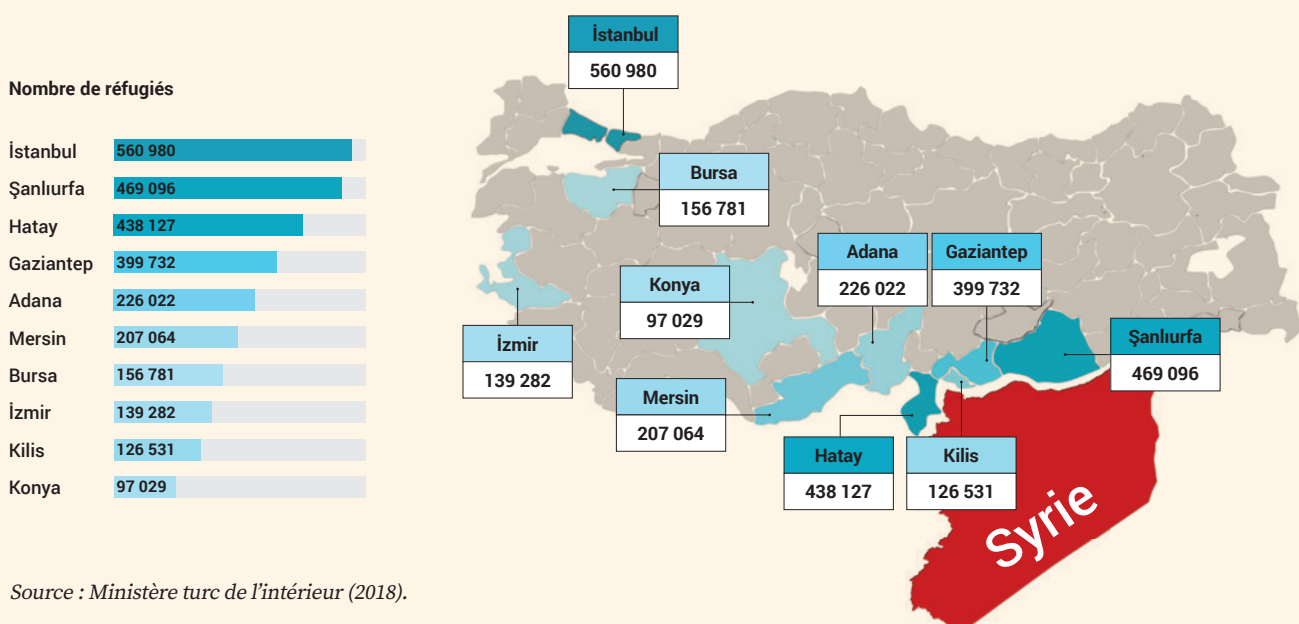 Nombre de réfugiés
İstanbul 560 980
Şanlıurfa 469 096
Hatay 438 127
Gaziantep 399 732
Adana 226 022
Mersin 207 064
Bursa 156 781
İzmir 139 282
Kilis 126 531
Konya 97 029
Source : Ministère turc de l'intérieur (2018).
İstanbul
560 980
Bursa
156 781
Adana
226 022
Gaziantep
399 732
Konya
97 029
İzmir
139 282
Şanlıurfa
469 096
Mersin
207 064
Hatay
438 127
Kilis
126 531
Syrie